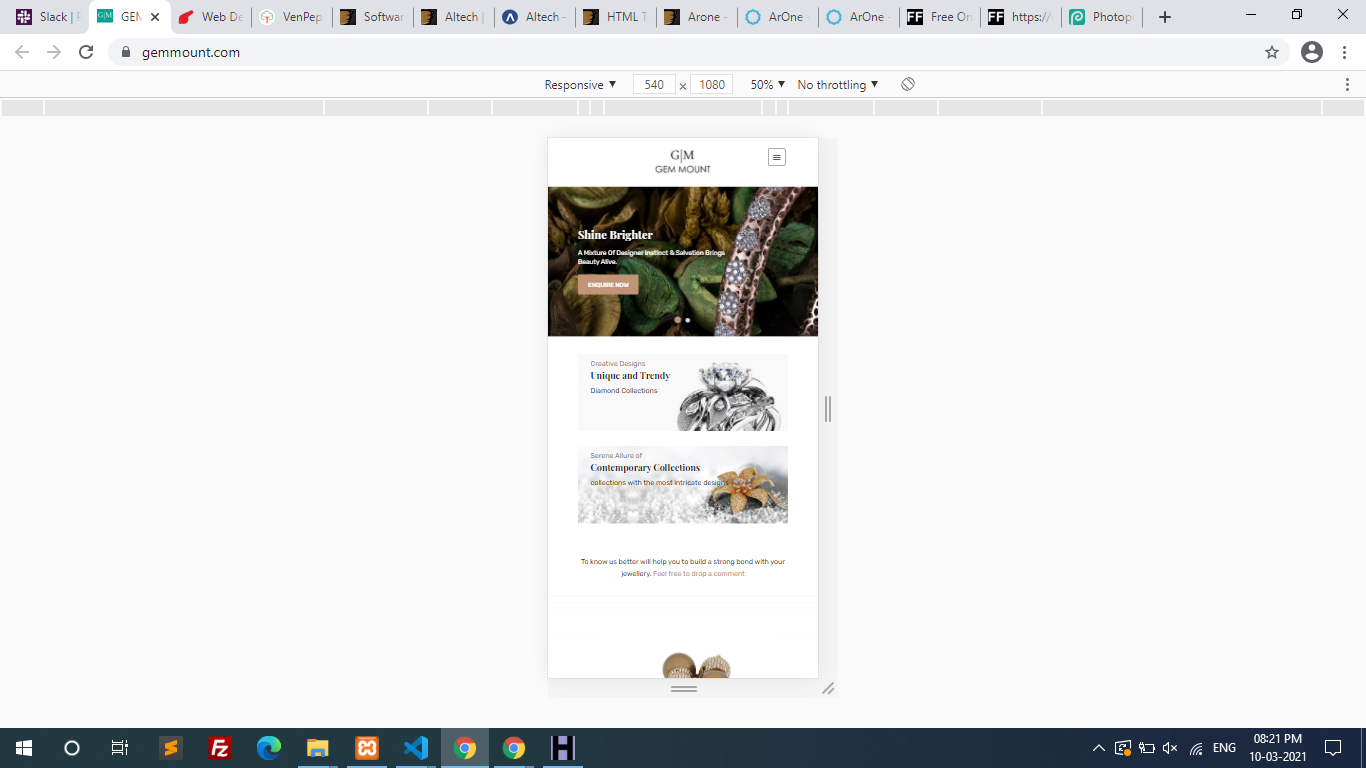 Slack |
GEM
Web De
VenPep
Softwar
Altech |
Altech -
HTML T
Arone -
ArOne -
ArOne -
Free On
https://
Photop
gemmount.com
Responsive 540 × 1080 50% No throttling
G|M
GEM MOUNT
Shine Brighter
A Mixture Of Designer Instinct & Salvation Brings
Beauty Alive.
ENQUIRE NOW
Creative Designs
Unique and Trendy
Diamond Collections
Serene Allure of
Contemporary Collections
collections with the most intricate designs
To know us better will help you to build a strong bond with your
jewellery. Feel free to drop a comment
ENG
08:21 PM
10-03-2021